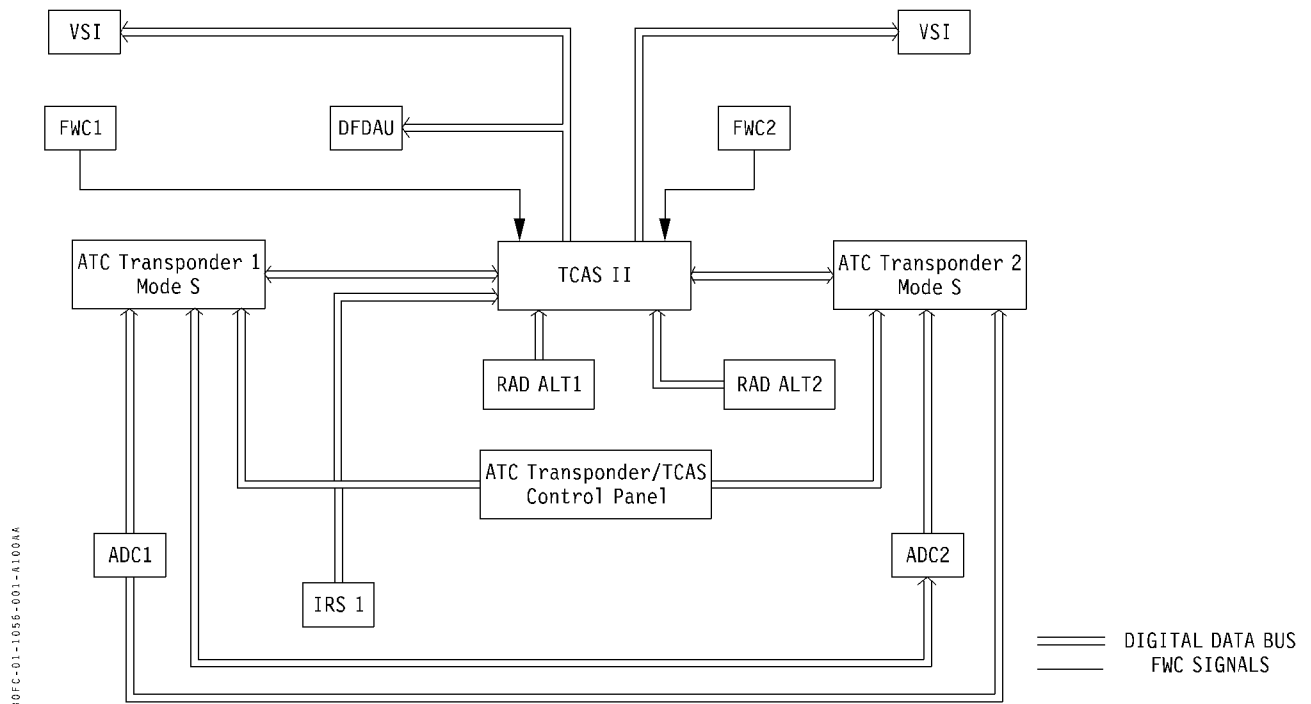 VSI
VSI
FWC1
DFDAU
FWC2
ATC Transponder 1
Mode S
TCAS II
ATC Transponder 2
Mode S
RAD ALT1
RAD ALT2
ATC Transponder/TCAS
Control Panel
ADC1
ADC2
IRS 1
DIGITAL DATA BUS
FWC SIGNALS